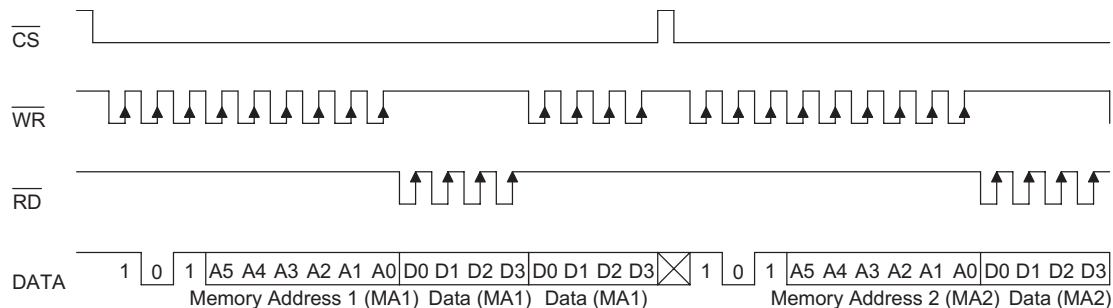 CS
WR
RD
DATA 1 0 1 A5 A4 A3 A2 A1 A0 D0 D1 D2 D3 D0 D1 D2 D3 1 0 1 A5 A4 A3 A2 A1 A0 D0 D1 D2 D3
Memory Address 1 (MA1) Data (MA1) Data (MA1) Memory Address 2 (MA2) Data (MA2)